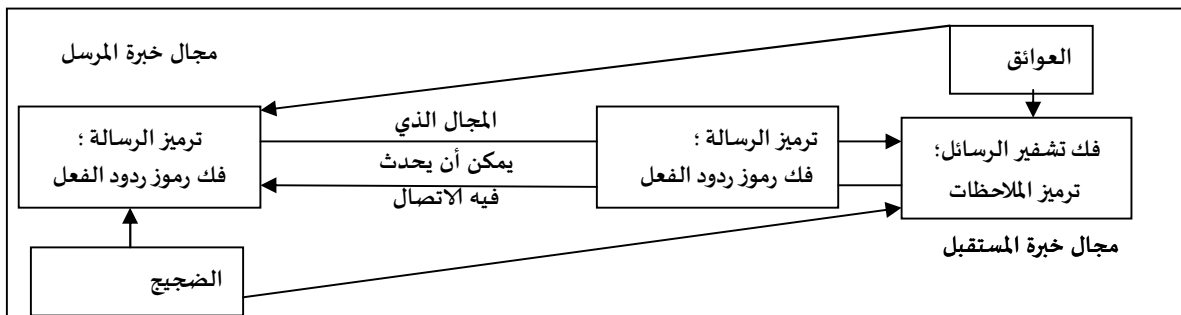 العوائق
مجال خبرة المرسل
المجال الذي
يمكن أن يحدث
فيه الاتصال
ترميز الرسالة ؛
فك رموز ردود الفعل
ترميز الرسالة ؛
فك رموز ردود الفعل
فك تشفير الرسائل؛
ترميز الملاحظات
مجال خبرة المستقبل
الضجيج